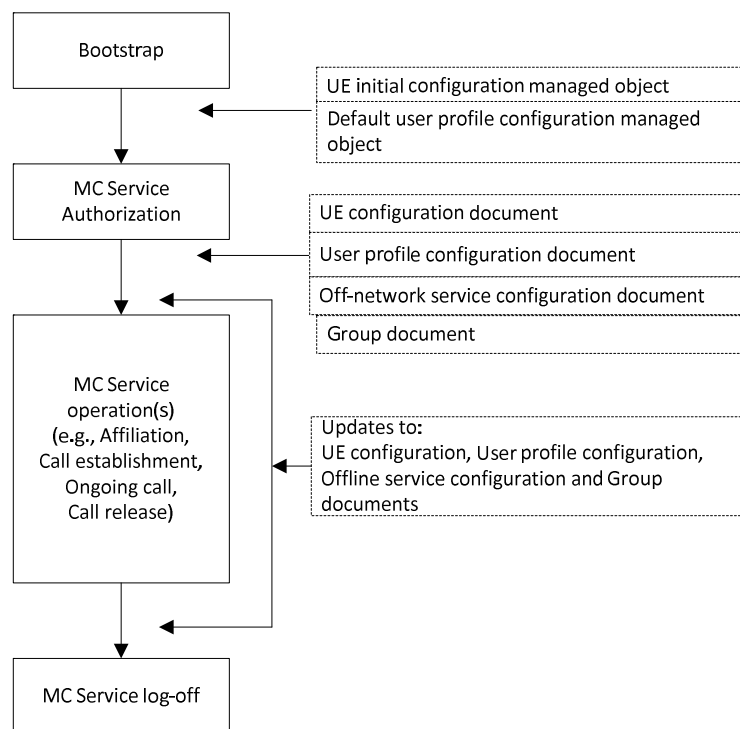 Bootstrap
UE initial configuration managed object
Default user profile configuration managed
object
MC Service
Authorization
UE configuration document
User profile configuration document
Off-network service configuration document
Group document
MC Service
operation(s)
(e.g., Affiliation,
Call establishment,
Ongoing call,
Call release)
Updates to:
UE configuration, User profile configuration,
Offline service configuration and Group
documents
MC Service log-off